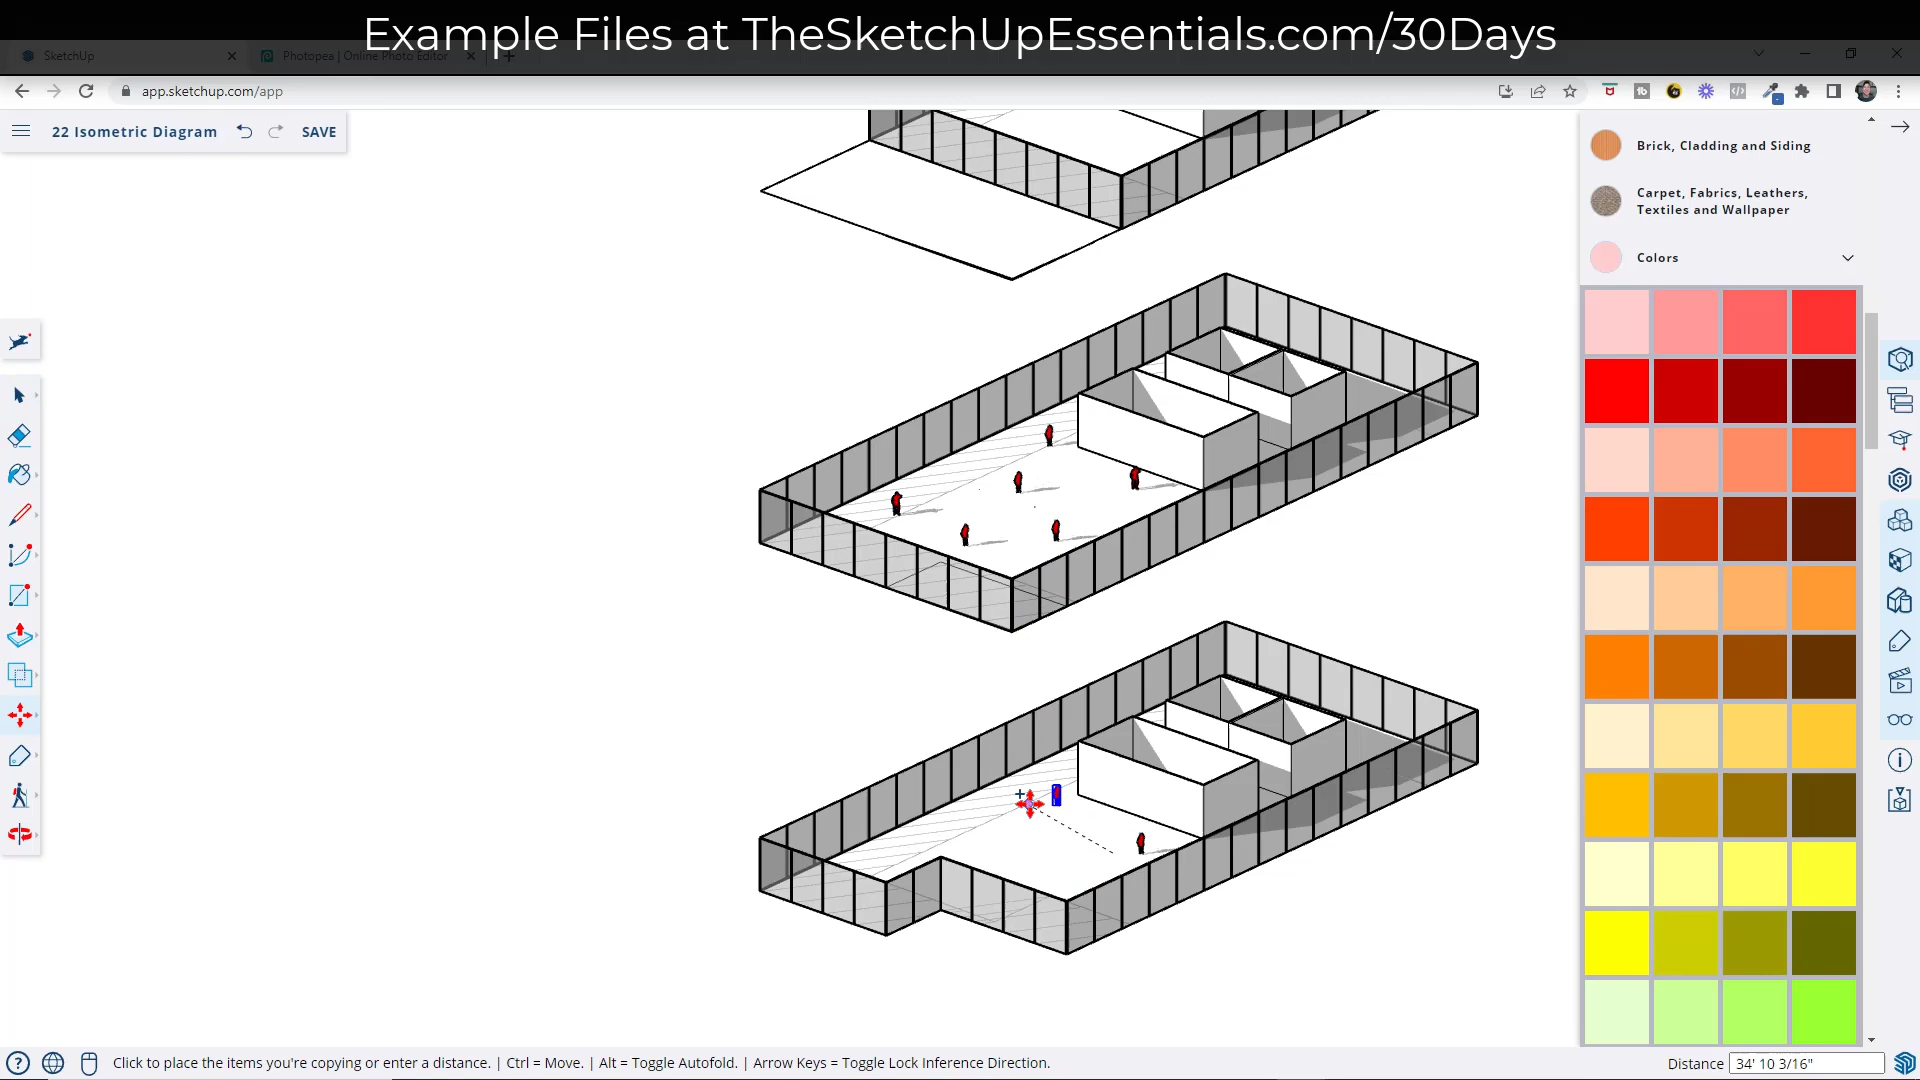 Example Files at TheSketchUpEssentials.com/30Days
SketchUp
Photopea | Online Photo Editor
app.sketchup.com/app
22 Isometric Diagram
SAVE
Brick, Cladding and Siding
Carpet, Fabrics, Leathers,
Textiles and Wallpaper
Colors
Click to place the items you're copying or enter a distance. | Ctrl = Move. | Alt = Toggle Autofold. | Arrow Keys = Toggle Lock Inference Direction.
Distance 34' 10 3/16"